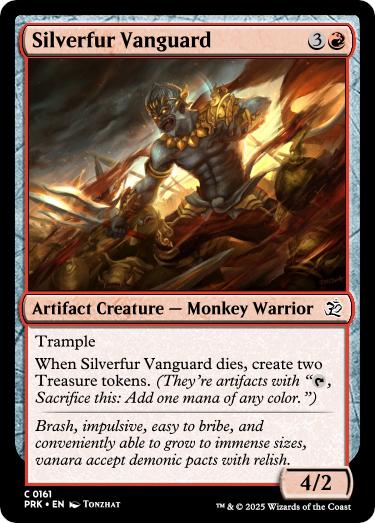 Silverfur Vanguard 3
Artifact Creature — Monkey Warrior
Trample
When Silverfur Vanguard dies, create two
Treasure tokens. (They're artifacts with “,
Sacrifice this: Add one mana of any color.”)
Brash, impulsive, easy to bribe, and
conveniently able to grow to immense sizes,
vanara accept demonic pacts with relish.
4/2
C 0161
PRK • EN Tonzhat
™ & © 2025 Wizards of the Coast